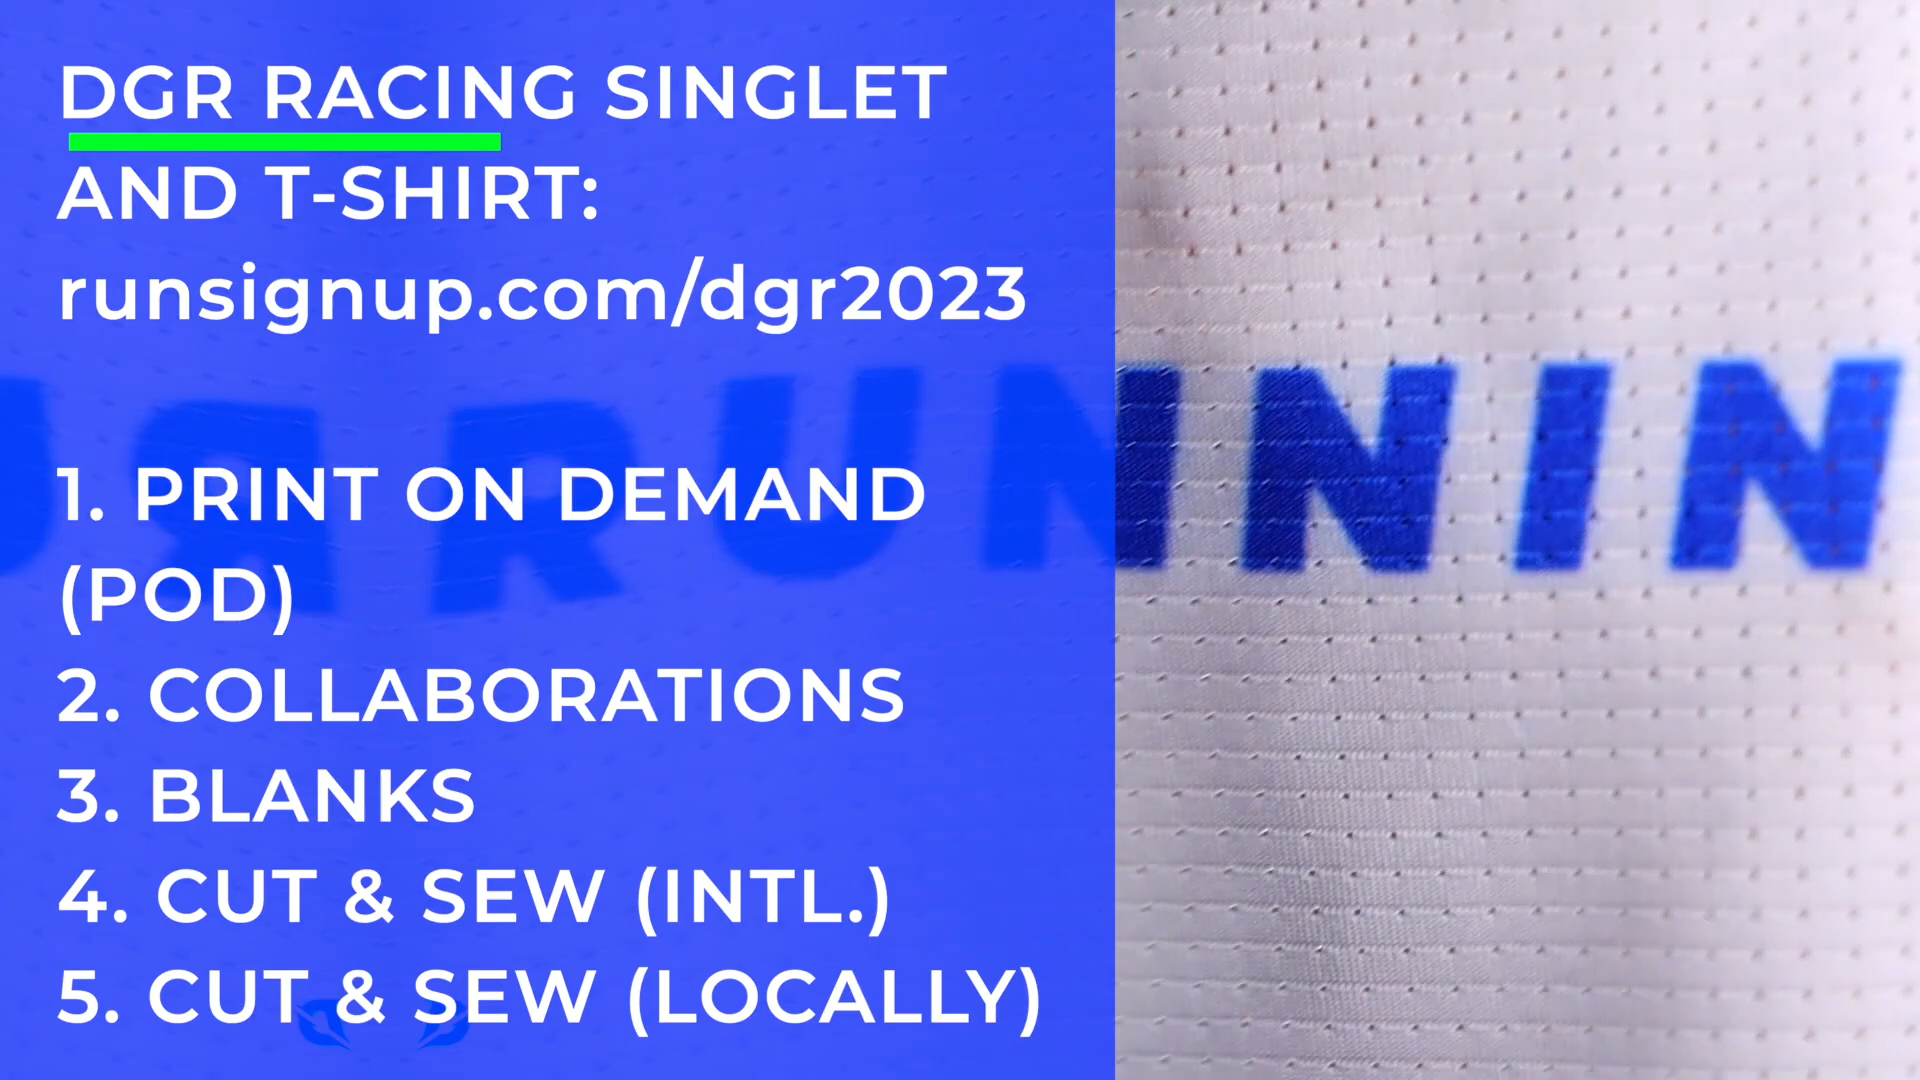 DGR RACING SINGLET
AND T-SHIRT:
runsignup.com/dgr2023
1. PRINT ON DEMAND
(POD)
2. COLLABORATIONS
3. BLANKS
4. CUT & SEW (INTL.)
5. CUT & SEW (LOCALLY)
RUNNNIN